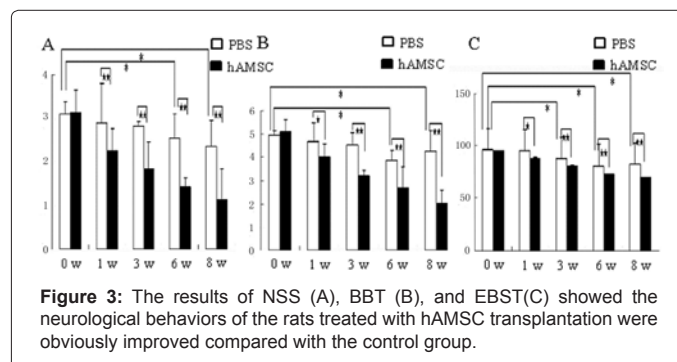 A
PBS
hAMSC
B
PBS
hAMSC
C
PBS
hAMSC
4
3
2
1
0
0 w 1 w 3 w 6 w 8 w
6
5
4
3
2
1
0
0 w 1 w 3 w 6 w 8 w
150
100
50
0
0 w 1 w 3 w 6 w 8 w
Figure 3: The results of NSS (A), BBT (B), and EBST(C) showed the
neurological behaviors of the rats treated with hAMSC transplantation were
obviously improved compared with the control group.